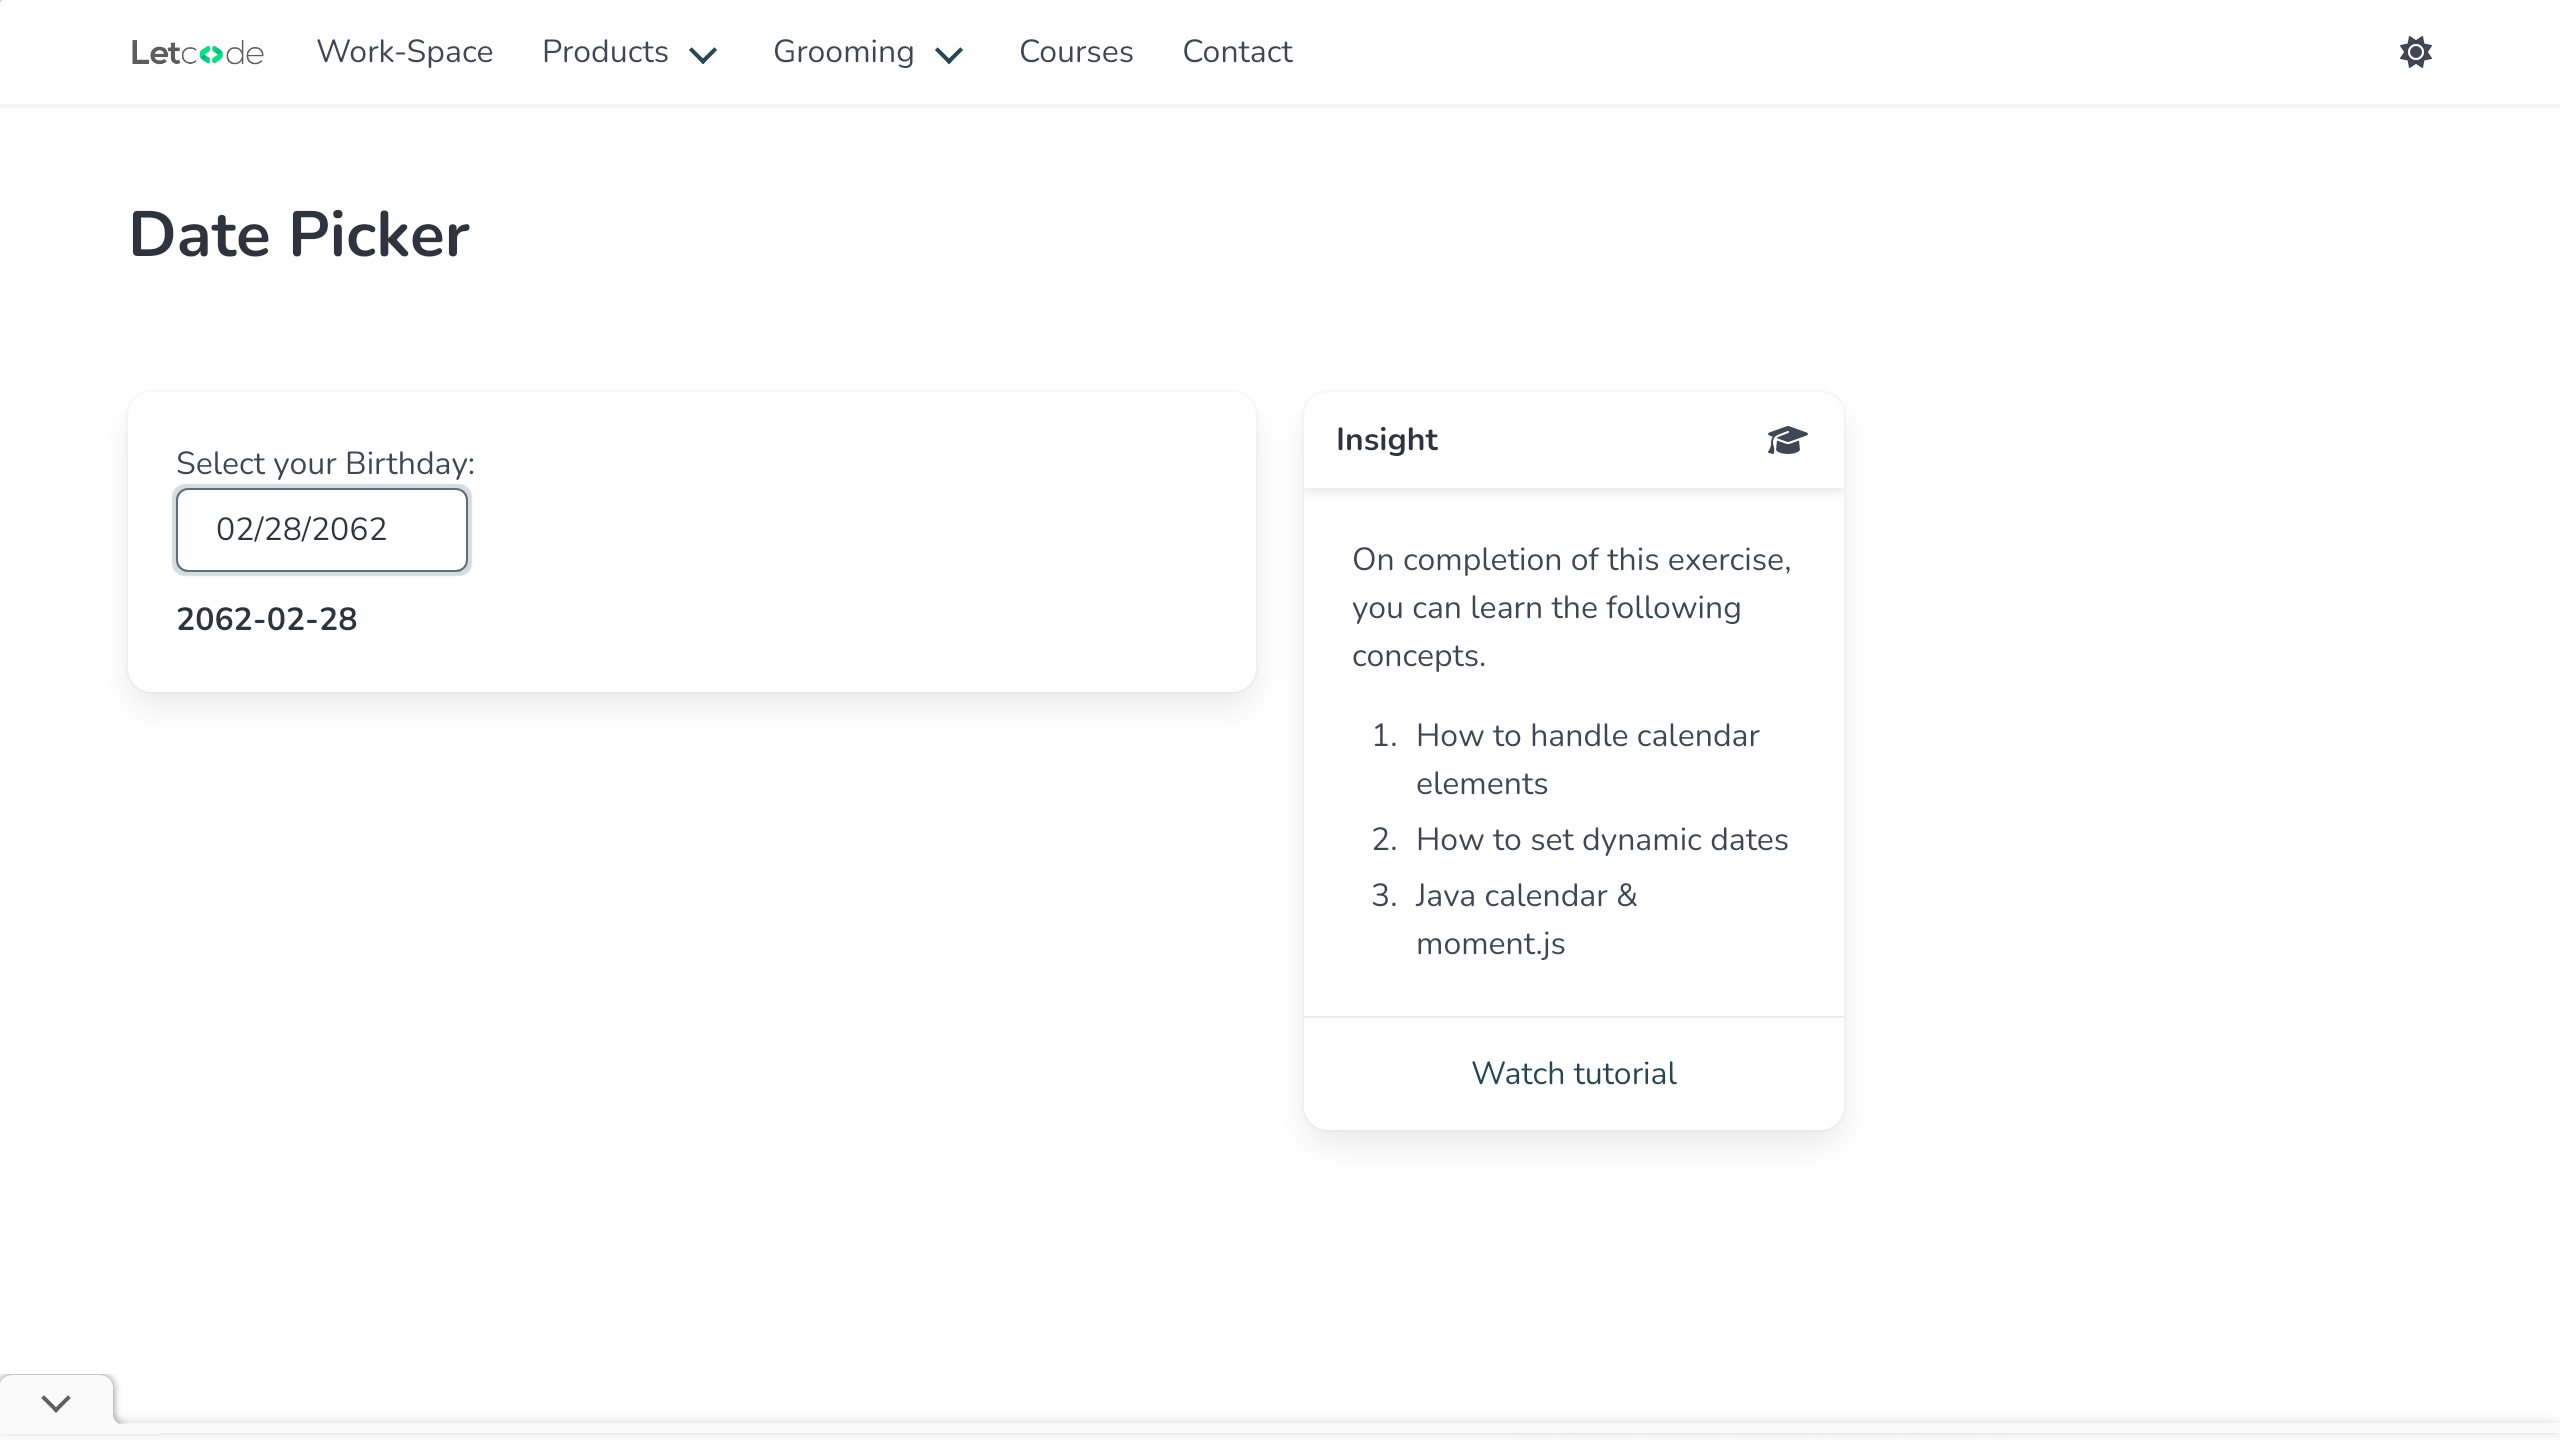 Letcode Work-Space Products Grooming Courses Contact
Date Picker
Select your Birthday:
02/28/2062
2062-02-28
Insight
On completion of this exercise,
you can learn the following
concepts.
1. How to handle calendar
elements
2. How to set dynamic dates
3. Java calendar &
moment.js
Watch tutorial